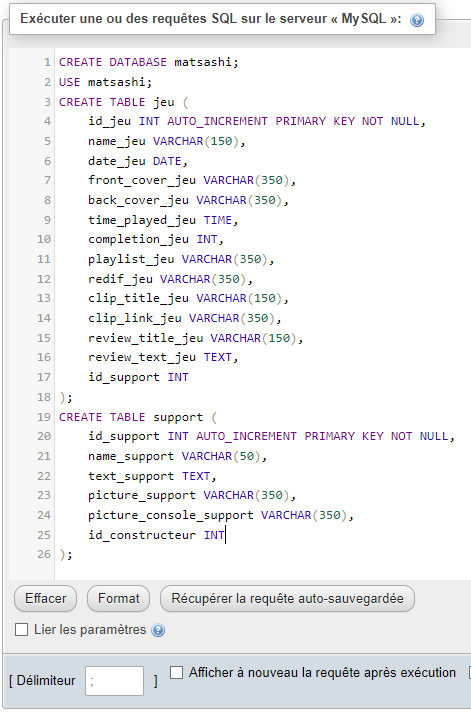 Exécuter une ou des requêtes SQL sur le serveur « MySQL »:
1 CREATE DATABASE matsashi;
2 USE matsashi;
3 CREATE TABLE jeu (
4 id_jeu INT AUTO_INCREMENT PRIMARY KEY NOT NULL,
5 name_jeu VARCHAR(150),
6 date_jeu DATE,
7 front_cover_jeu VARCHAR(350),
8 back_cover_jeu VARCHAR(350),
9 time_played_jeu TIME,
10 completion_jeu INT,
11 playlist_jeu VARCHAR(350),
12 redif_jeu VARCHAR(350),
13 clip_title_jeu VARCHAR(150),
14 clip_link_jeu VARCHAR(350),
15 review_title_jeu VARCHAR(150),
16 review_text_jeu TEXT,
17 id_support INT
18 );
19 CREATE TABLE support (
20 id_support INT AUTO_INCREMENT PRIMARY KEY NOT NULL,
21 name_support VARCHAR(50),
22 text_support TEXT,
23 picture_support VARCHAR(350),
24 picture_console_support VARCHAR(350),
25 id_constructeur INT
26 );
Effacer Format Récupérer la requête auto-sauvegardée
Lier les paramètres
[ Délimiteur ; ] Afficher à nouveau la requête après exécution